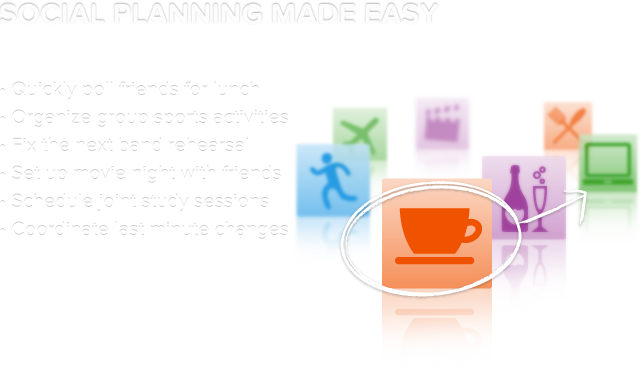 SOCIAL PLANNING MADE EASY
• Quickly poll friends for lunch
• Organize group sports activities
• Fix the next band rehearsal
• Set up movie night with friends
• Schedule joint study sessions
• Coordinate last minute changes